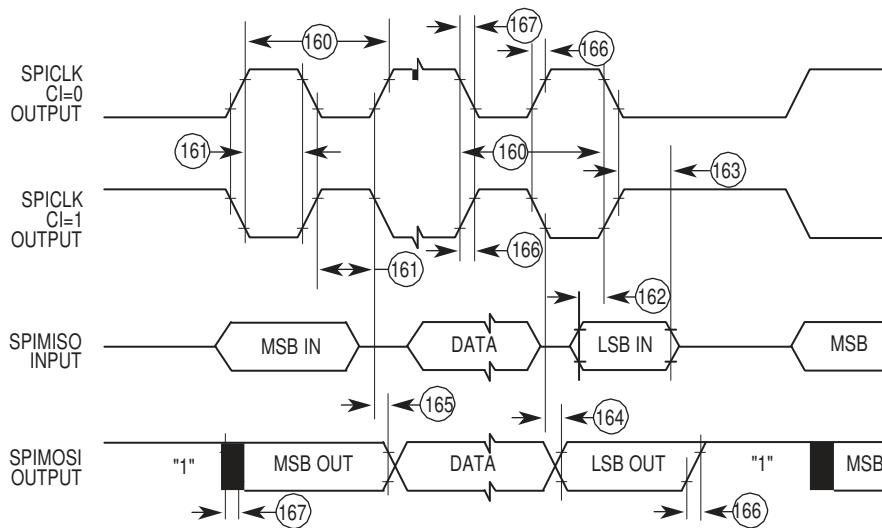 160
167
166
SPICLK
CI=0
OUTPUT
161
160
163
SPICLK
CI=1
OUTPUT
161
166
162
SPIMISO
INPUT
MSB IN
DATA
LSB IN
MSB
165
164
SPIMOSI
OUTPUT
"1"
MSB OUT
DATA
LSB OUT
"1"
MSB
167
166